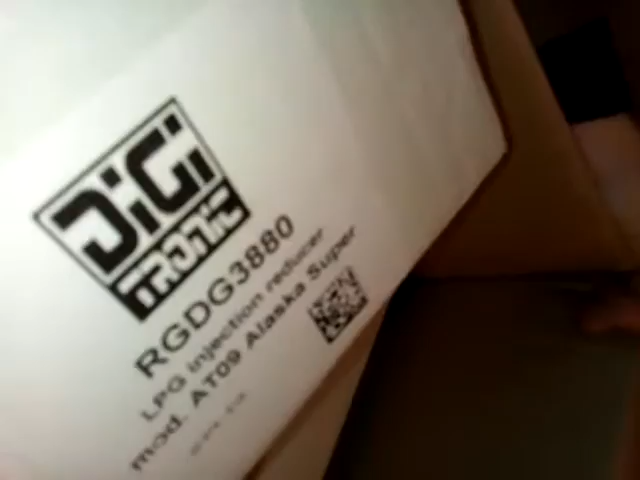 DiGi
TRONIC
RGDG3880
LPG injection reducer
mod. AT09 Alaska Super